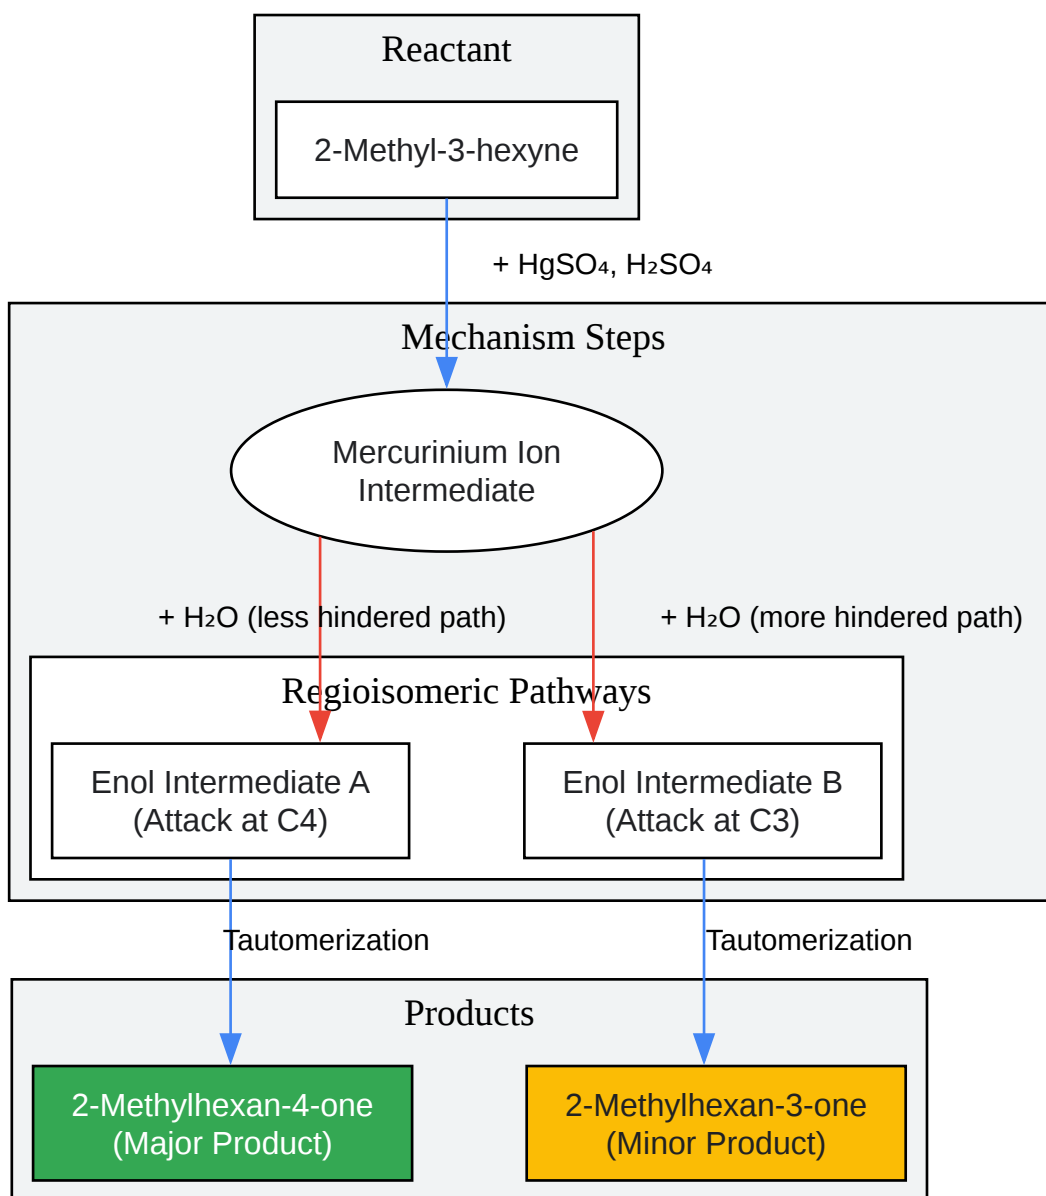 Reactant
2-Methyl-3-hexyne
+ HgSO₄, H₂SO₄
Mechanism Steps
Mercurinium Ion
Intermediate
+ H₂O (less hindered path)
+ H₂O (more hindered path)
Regioisomeric Pathways
Enol Intermediate A
(Attack at C4)
Enol Intermediate B
(Attack at C3)
Tautomerization
Tautomerization
Products
2-Methylhexan-4-one
(Major Product)
2-Methylhexan-3-one
(Minor Product)